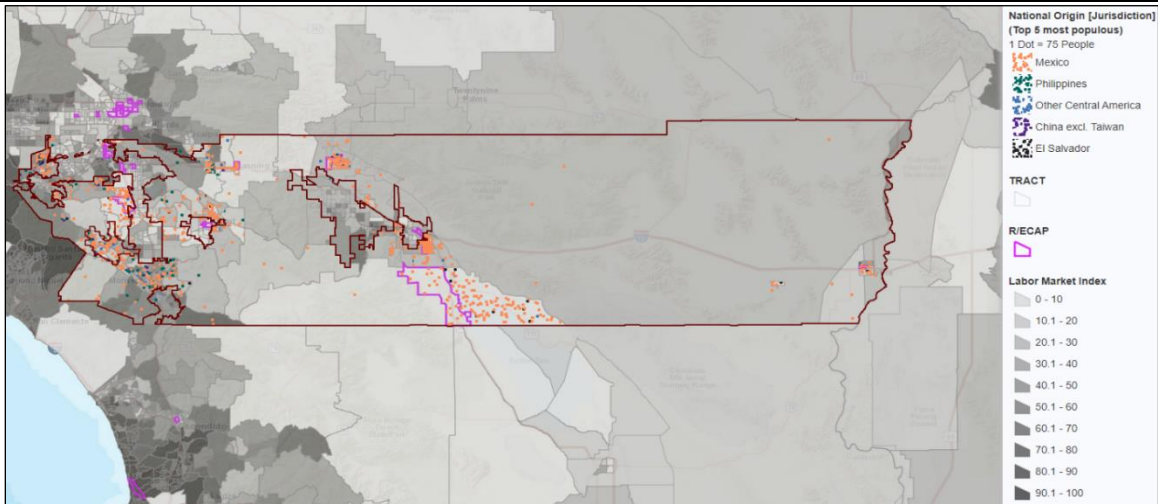 National Origin [Jurisdiction]
(Top 5 most populous)
1 Dot = 75 People
Mexico
Philippines
Other Central America
China excl. Taiwan
El Salvador
TRACT
R/ECAP
Labor Market Index
0 - 10
10.1 - 20
20.1 - 30
30.1 - 40
40.1 - 50
50.1 - 60
60.1 - 70
70.1 - 80
80.1 - 90
90.1 - 100
Twentynine
Palms